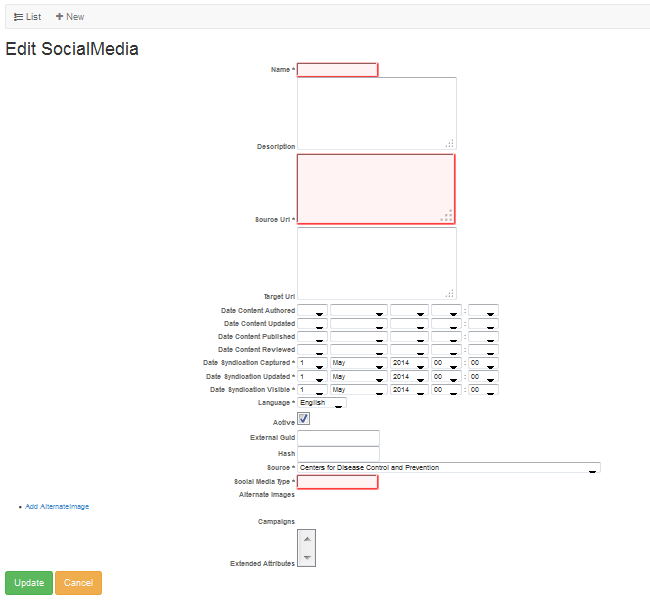 List New
Edit SocialMedia
Name *
Description
Source Url *
Target Url
Date Content Authored :
Date Content Updated :
Date Content Published :
Date Content Reviewed :
Date Syndication Captured * 1 May 2014 00 : 00
Date Syndication Updated * 1 May 2014 00 : 00
Date Syndication Visible * 1 May 2014 00 : 00
Language * English
Active
External Guid
Hash
Source * Centers for Disease Control and Prevention
Social Media Type *
Alternate Images
Add AlternateImage
Campaigns
Extended Attributes
Update Cancel